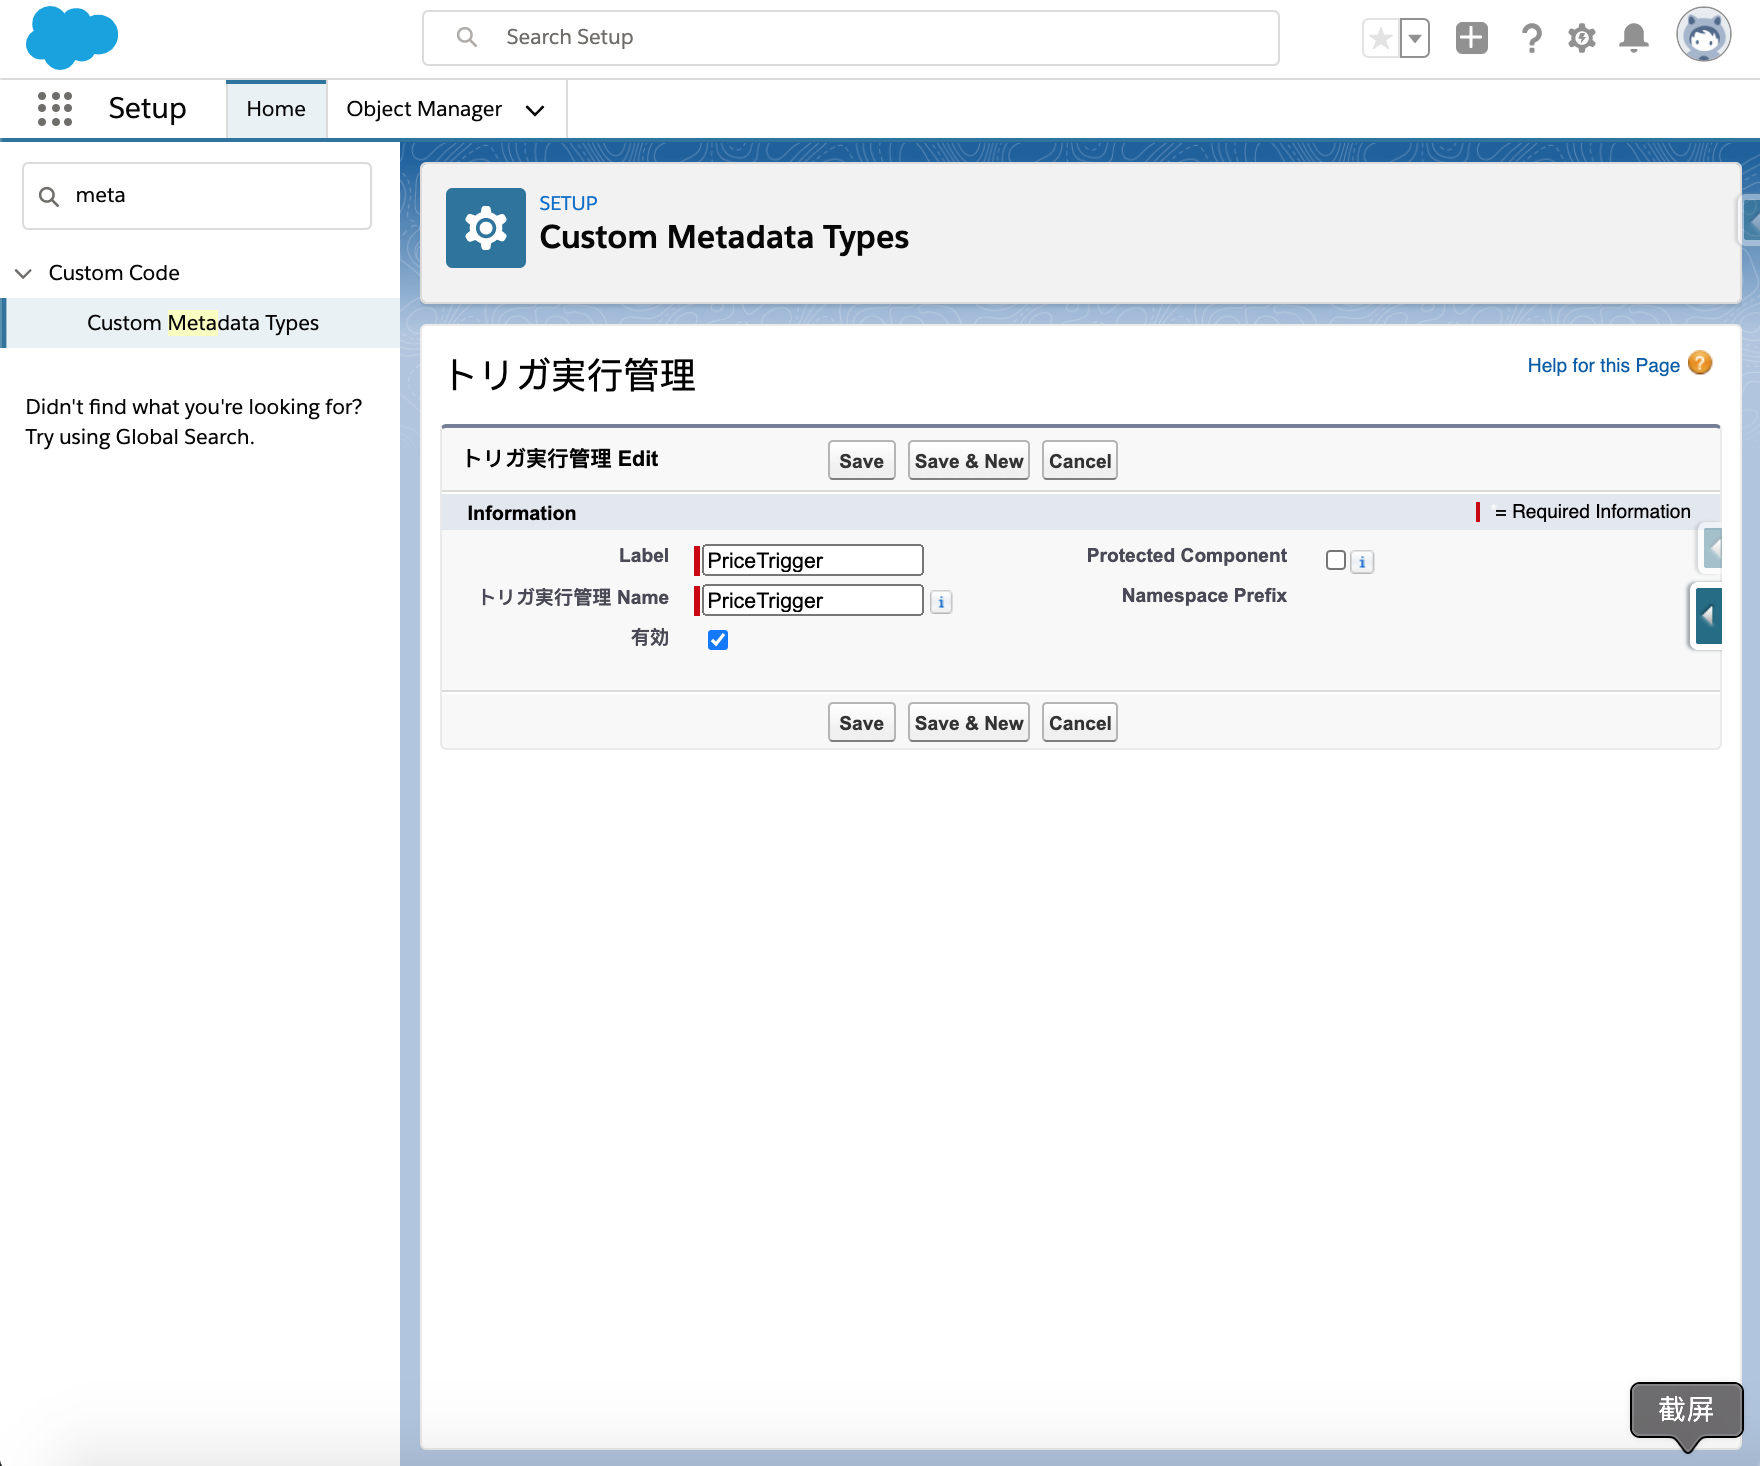 Search Setup
Setup
Home
Object Manager
meta
Custom Code
Custom Metadata Types
Didn't find what you're looking for?
Try using Global Search.
SETUP
Custom Metadata Types
トリガ実行管理
Help for this Page
トリガ実行管理 Edit
Save
Save & New
Cancel
Information
= Required Information
Label
PriceTrigger
Protected Component
トリガ実行管理 Name
PriceTrigger
Namespace Prefix
有効
Save
Save & New
Cancel
截屏